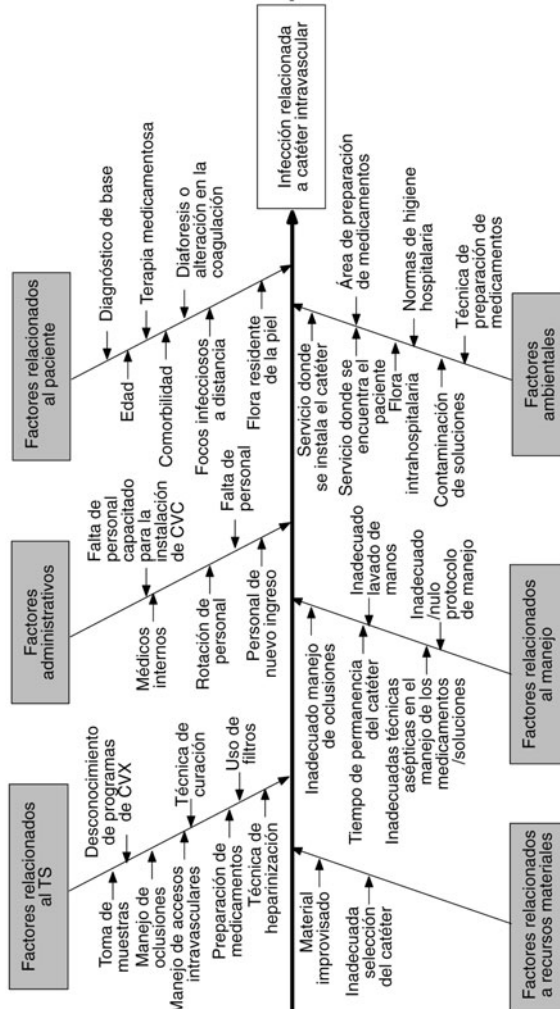 Factores relacionados
al TS
Toma de
muestras
Desconocimiento
de programas
de CVX
Manejo de
oclusiones
Manejo de accesos
intravasculares
Técnica de
curación
Preparación de
medicamentos
Uso de
filtros
Técnica de
heparinización
Factores
administrativos
Falta de
personal
capacitado
para la
instalación
de CVC
Médicos
internos
Rotación de
personal
Falta de
personal
Personal de
nuevo ingreso
Factores relacionados
al paciente
Diagnóstico de base
Edad
Terapia medicamentosa
Comorbilidad
Diaforesis o
alteración en la
coagulación
Focos infecciosos
a distancia
Flora residente
de la piel
Infección relacionada
a catéter intravascular
Material
improvisado
Inadecuada
selección
del catéter
Factores relacionados
a recursos materiales
Inadecuado manejo
de oclusiones
Inadecuado
lavado de
manos
Tiempo de permanencia
del catéter
Inadecuadas técnicas
asépticas en el
manejo de los
medicamentos
/soluciones
Inadecuado
/nulo
protocolo
de manejo
Factores relacionados
al manejo
Servicio donde
se instala el catéter
Área de preparación
de medicamentos
Servicio donde se
encuentra el
paciente
Flora
intrahospitalaria
Normas de higiene
hospitalaria
Contaminación
de soluciones
Técnica de
preparación de
medicamentos
Factores
ambientales